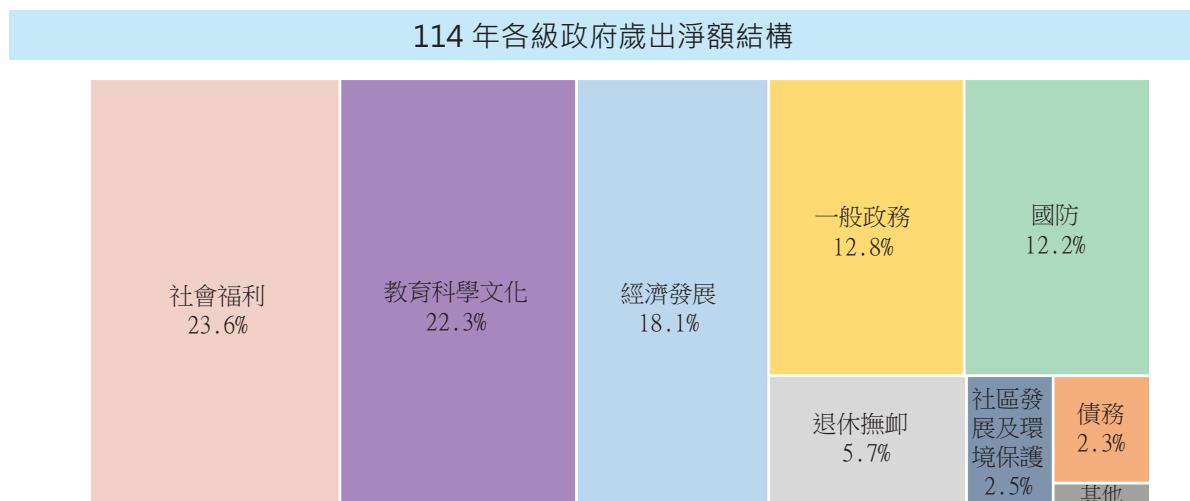 114 年各級政府歲出淨額結構
社會福利
23.6%
教育科學文化
22.3%
經濟發展
18.1%
一般政務
12.8%
國防
12.2%
退休撫卹
5.7%
社區發
展及環
境保護
2.5%
債務
2.3%
其他